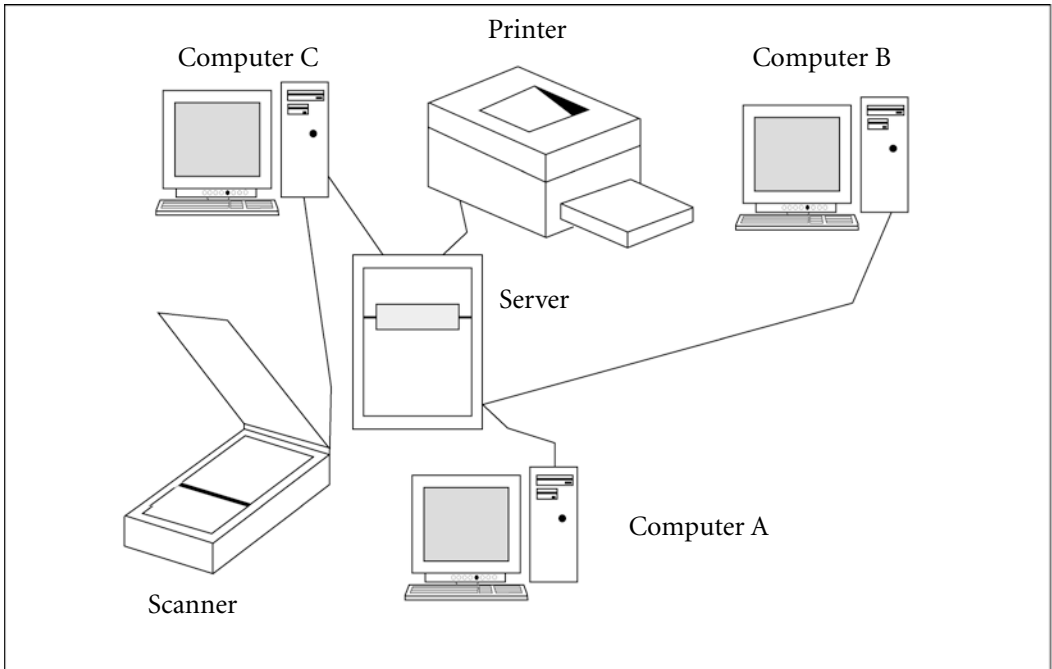 Printer
Computer C
Computer B
Server
Computer A
Scanner